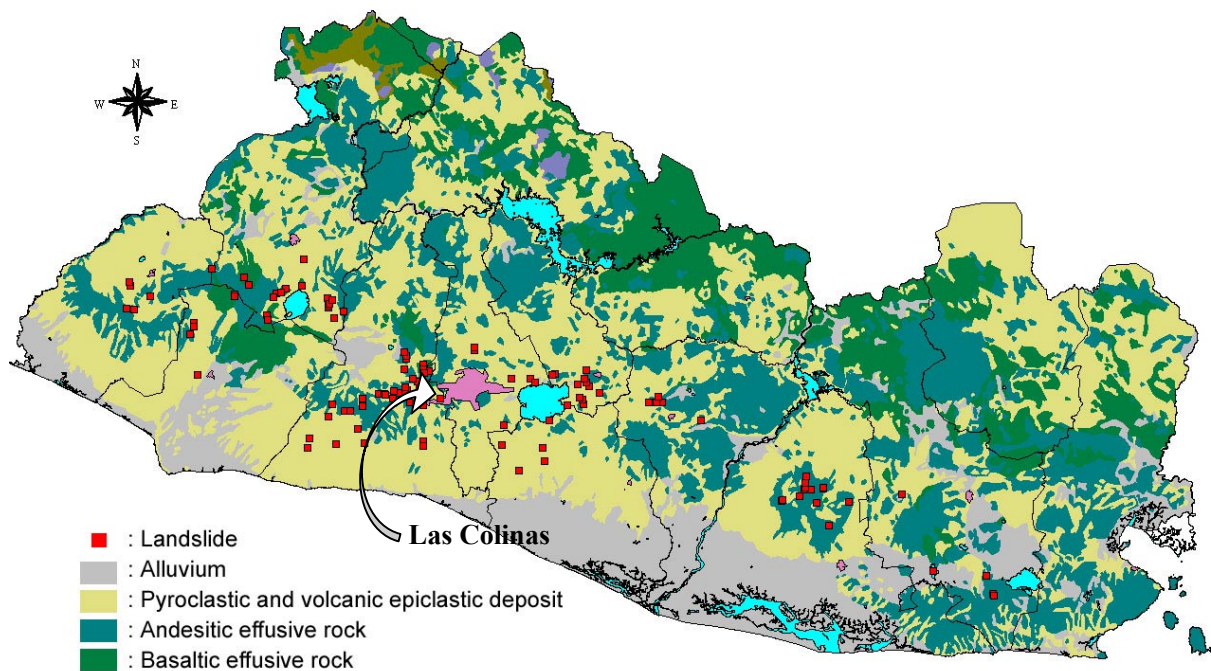 N
W E
S
Las Colinas
: Landslide
: Alluvium
: Pyroclastic and volcanic epiclastic deposit
: Andesitic effusive rock
: Basaltic effusive rock